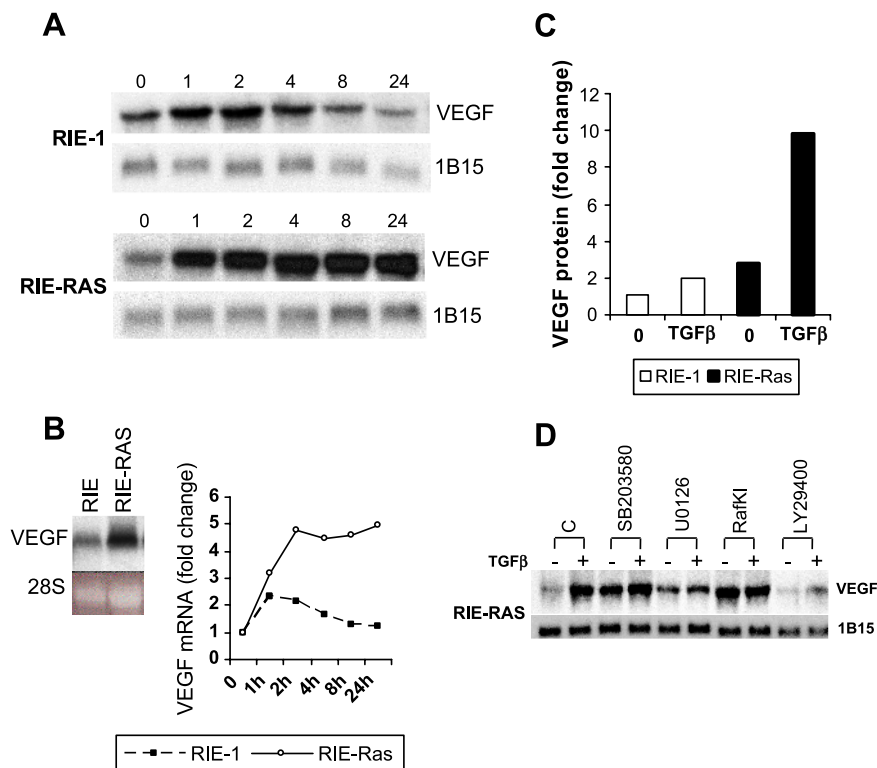 A
0 1 2 4 8 24
VEGF
RIE-1
1B15
0 1 2 4 8 24
VEGF
RIE-RAS
1B15
B
RIE
RIE-RAS
VEGF
28S
VEGF mRNA (fold change)
6
5
4
3
2
1
0
0 1h 2h 4h 8h 24h
RIE-1 RIE-Ras
C
VEGF protein (fold change)
12
10
8
6
4
2
0
0 TGFβ 0 TGFβ
RIE-1 RIE-Ras
D
C SB203580 U0126 RafKI LY29400
TGFβ - + - + - + - + - +
VEGF
RIE-RAS
1B15